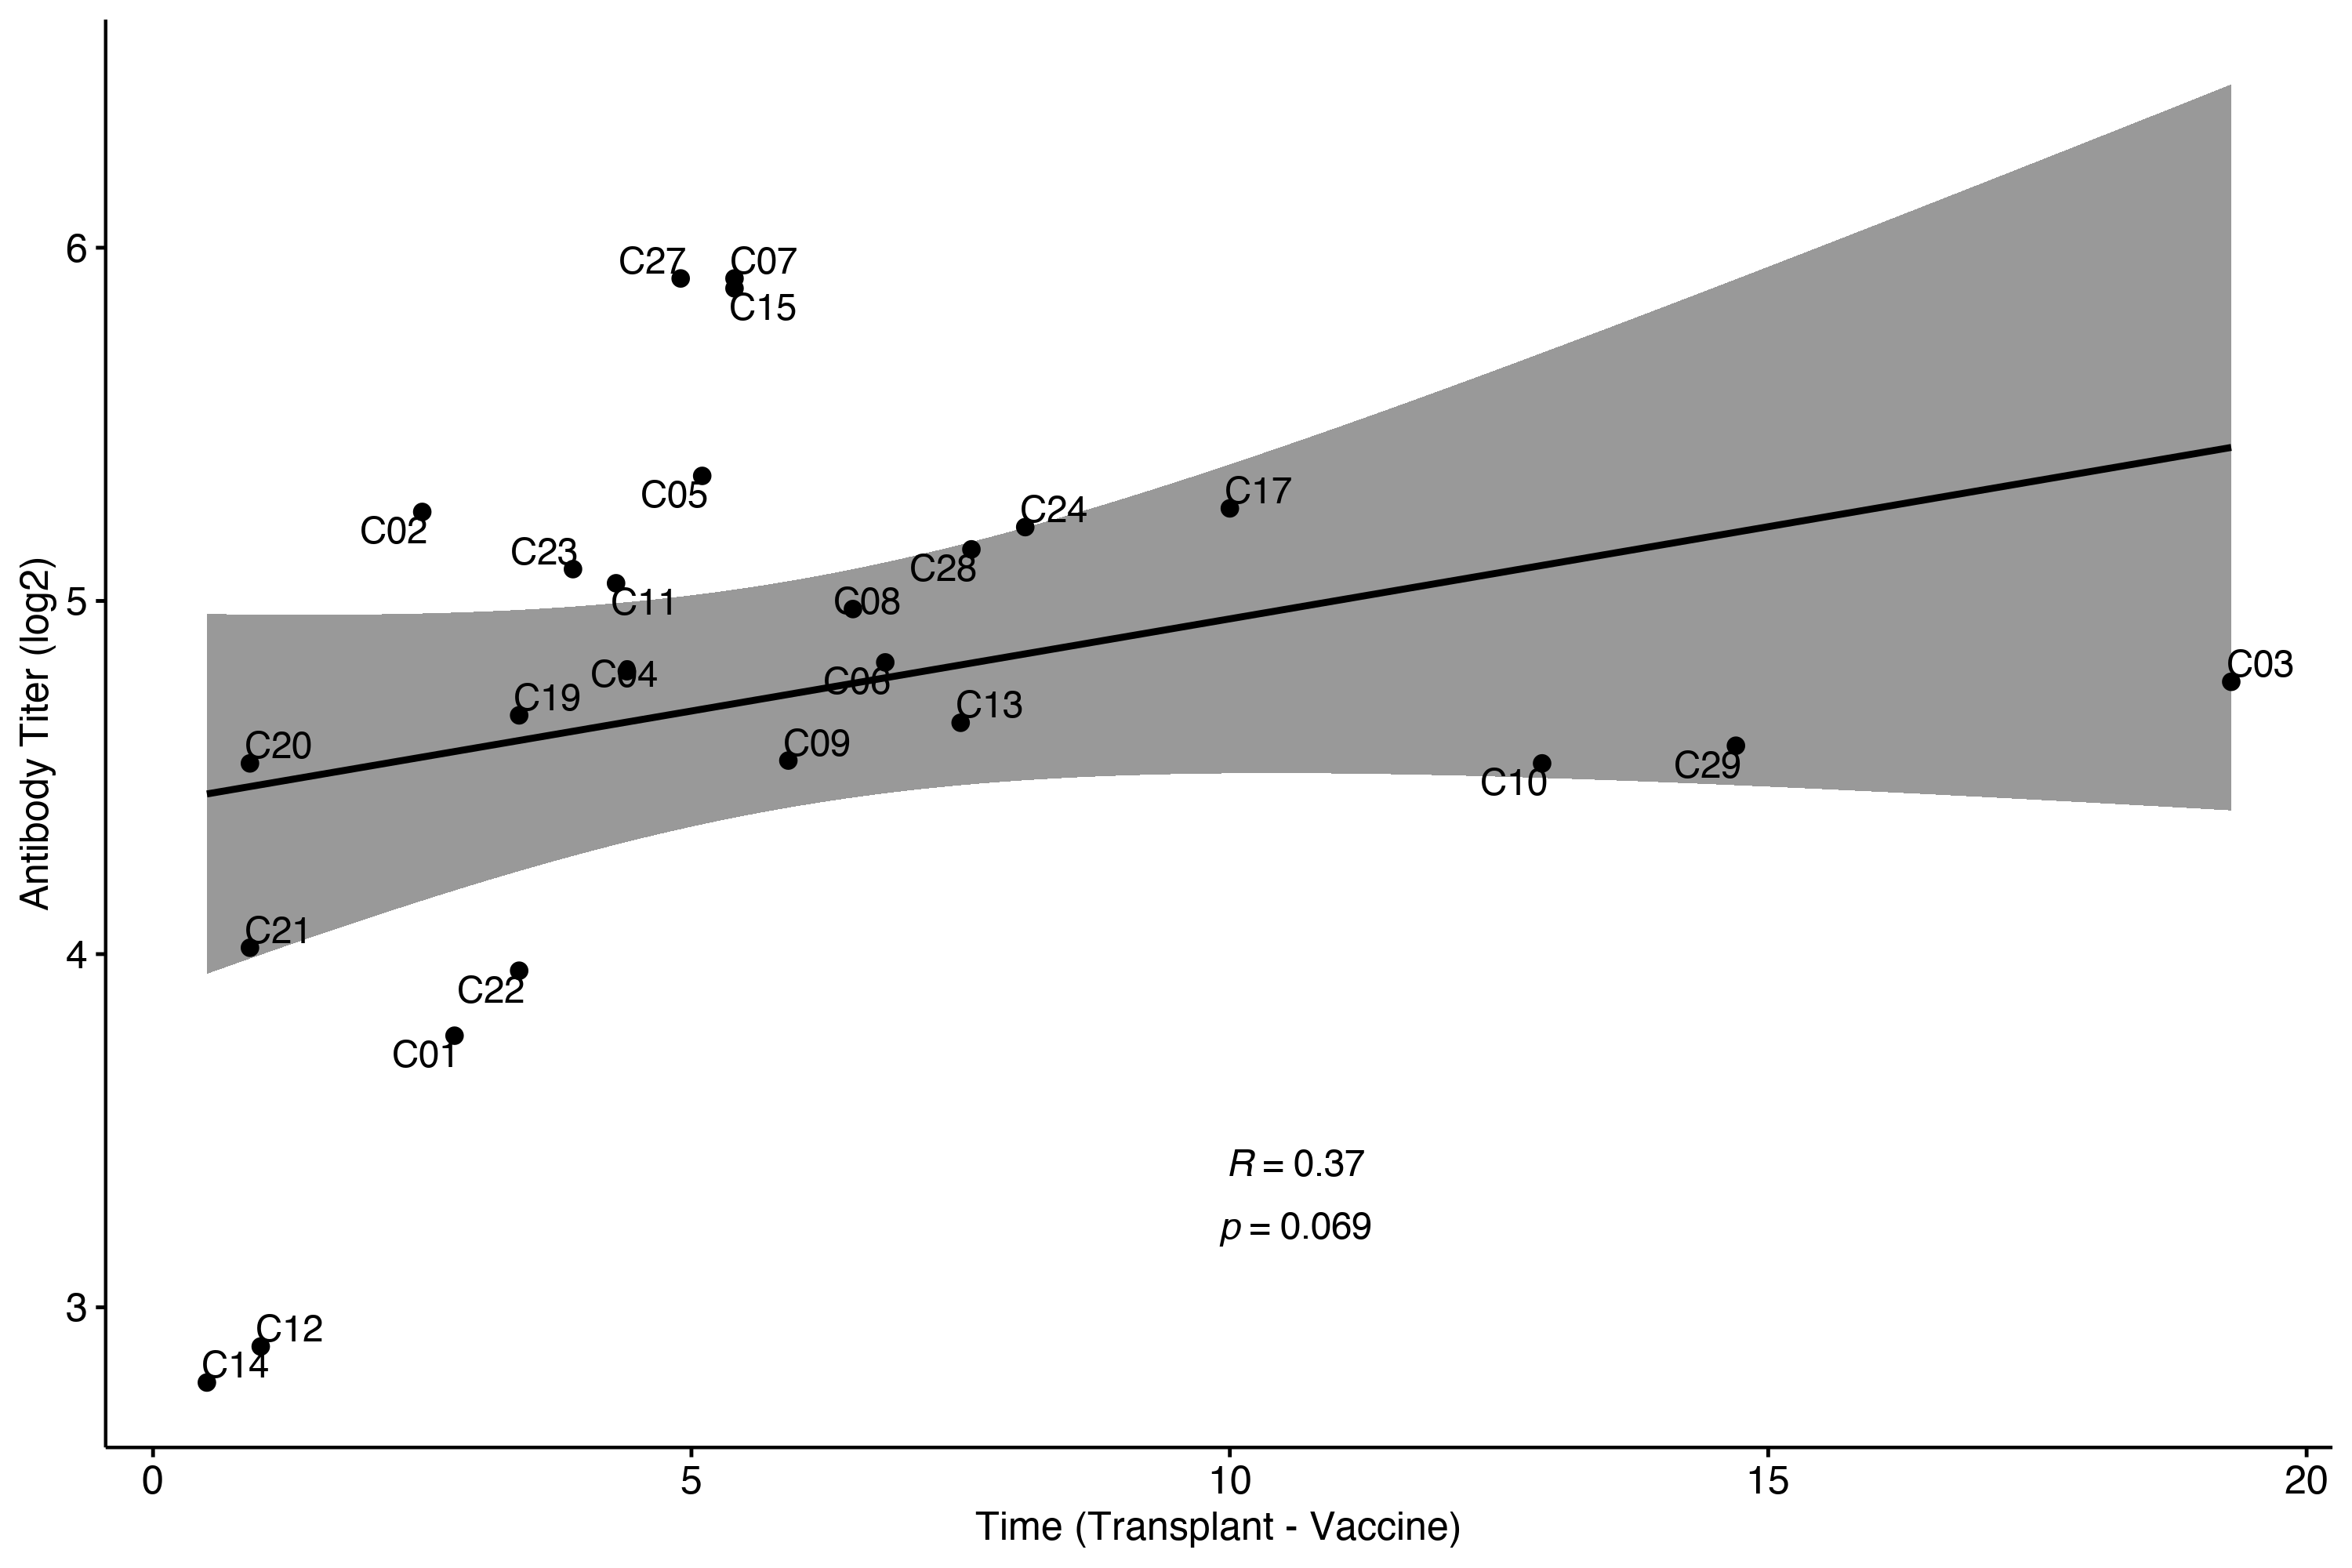 6
5
4
3
Antibody Titer (log2)
C27
C07
C15
C05
C02
C23
C11
C24
C17
C28
C08
C04
C06
C19
C13
C03
C20
C09
C29
C10
C21
C22
C01
R = 0.37
p = 0.069
C12
C14
0
5
10
15
20
Time (Transplant - Vaccine)